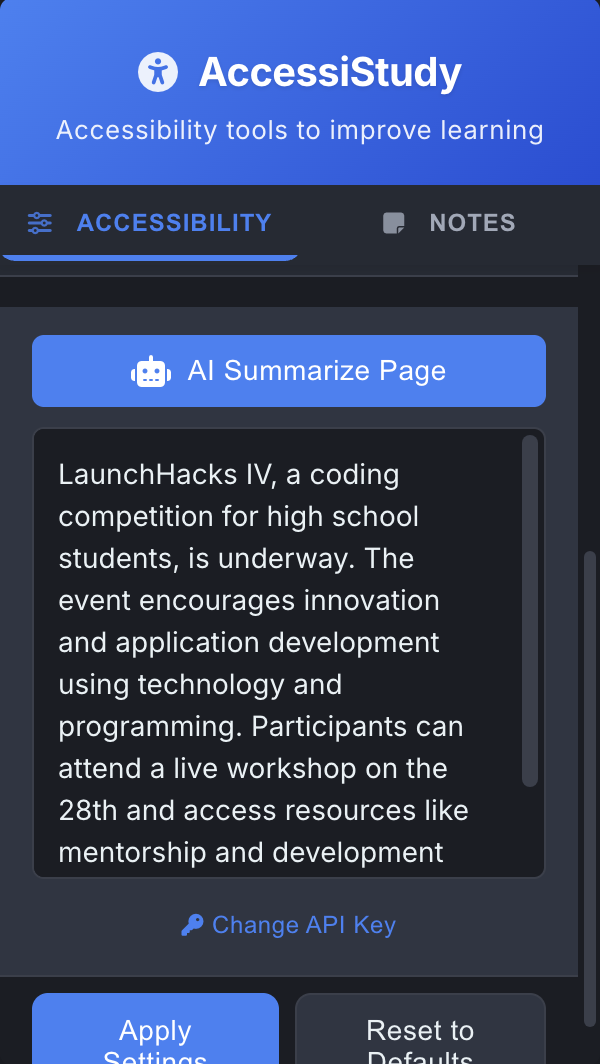 AccessiStudy
Accessibility tools to improve learning
ACCESSIBILITY
NOTES
AI Summarize Page
LaunchHacks IV, a coding
competition for high school
students, is underway. The
event encourages innovation
and application development
using technology and
programming. Participants can
attend a live workshop on the
28th and access resources like
mentorship and development
Change API Key
Apply
Settings
Reset to
Defaults